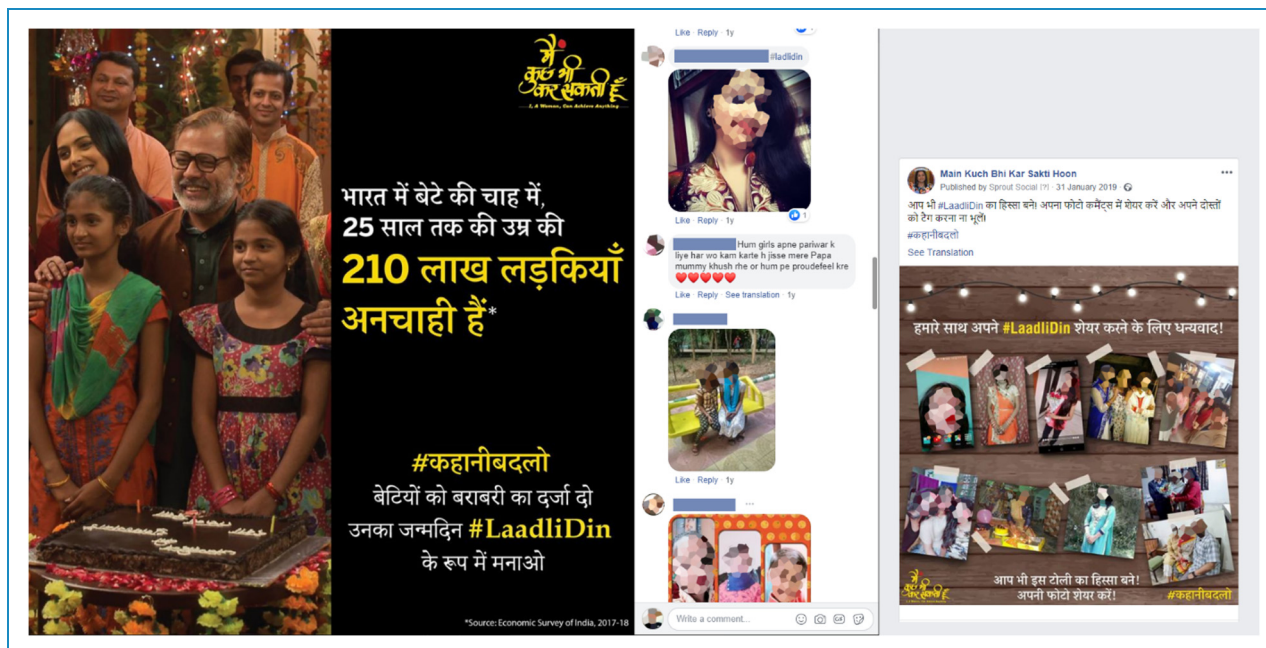 मैं
कुछ भी
कर सकती हूँ
I, A Woman, Can Achieve Anything
भारत में बेटे की चाह में,
25 साल तक की उम्र की
210 लाख लड़कियाँ
अनचाही हैं*
#कहानीबदलो
बेटियों को बराबरी का दर्जा दो
उनका जन्मदिन #LaadliDin
के रूप में मनाओ
*Source: Economic Survey of India, 2017-18
Like · Reply · 1y
#ladlidin
Like · Reply · 1y
1
Hum girls apne pariwar k
liye har wo kam karte h jisse mere Papa
mummy khush rhe or hum pe proudefeel kre
❤️❤️❤️❤️❤️
Like · Reply · See translation · 1y
Like · Reply · 1y
Write a comment...
GIF
Main Kuch Bhi Kar Sakti Hoon
Published by Sprout Social [?] · 31 January 2019 ·
आप भी #LaadliDin का हिस्सा बने! अपना फोटो कमेंट्स में शेयर करें और अपने दोस्तों
को टैग करना ना भूलें!
#कहानीबदलो
See Translation
हमारे साथ अपने #LaadliDin शेयर करने के लिए धन्यवाद!
मैं
कुछ भी
कर सकती हूँ
आप भी इस टोली का हिस्सा बने!
अपनी फोटो शेयर करें!
#कहानीबदलो